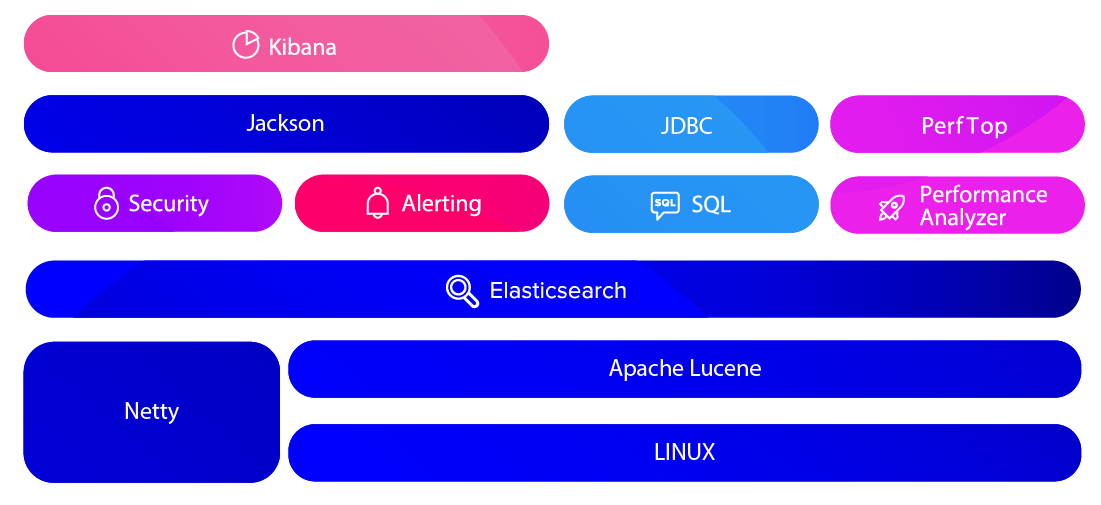 Kibana
Jackson
JDBC
PerfTop
Security
Alerting
SQL
SQL
Performance
Analyzer
Elasticsearch
Netty
Apache Lucene
LINUX